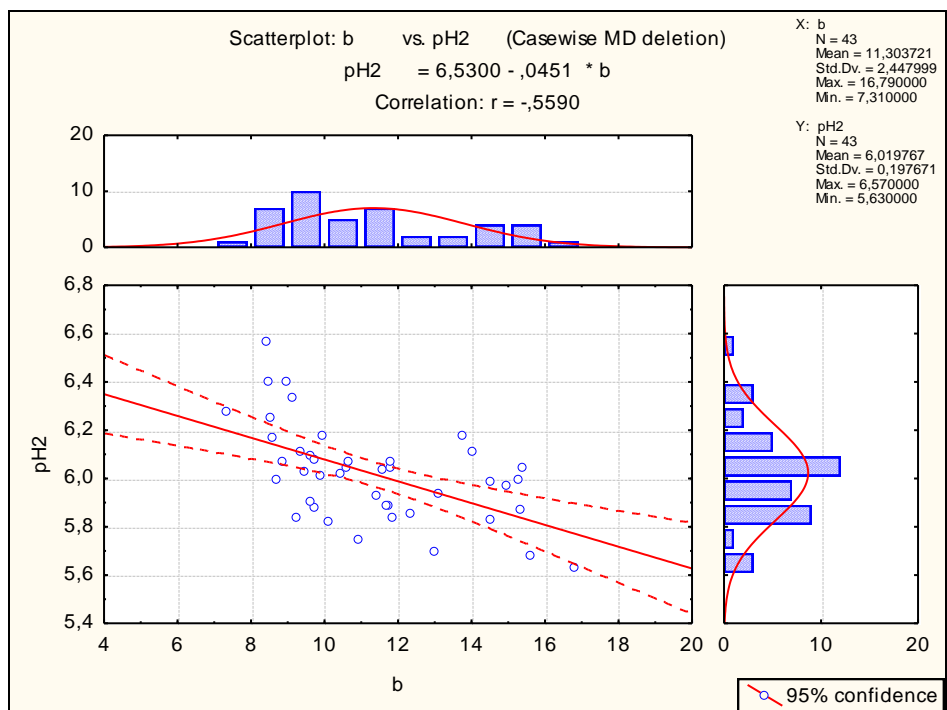 Scatterplot: b vs. pH2 (Casewise MD deletion)
pH2 = 6,5300 - ,0451 * b
Correlation: r = -,5590
X: b
N = 43
Mean = 11,303721
Std.Dv. = 2,447999
Max. = 16,790000
Min. = 7,310000
Y: pH2
N = 43
Mean = 6,019767
Std.Dv. = 0,197671
Max. = 6,570000
Min. = 5,630000
20
10
0
pH2
6,8
6,6
6,4
6,2
6,0
5,8
5,6
5,4
4 6 8 10 12 14 16 18 20
b
0 10 20
95% confidence